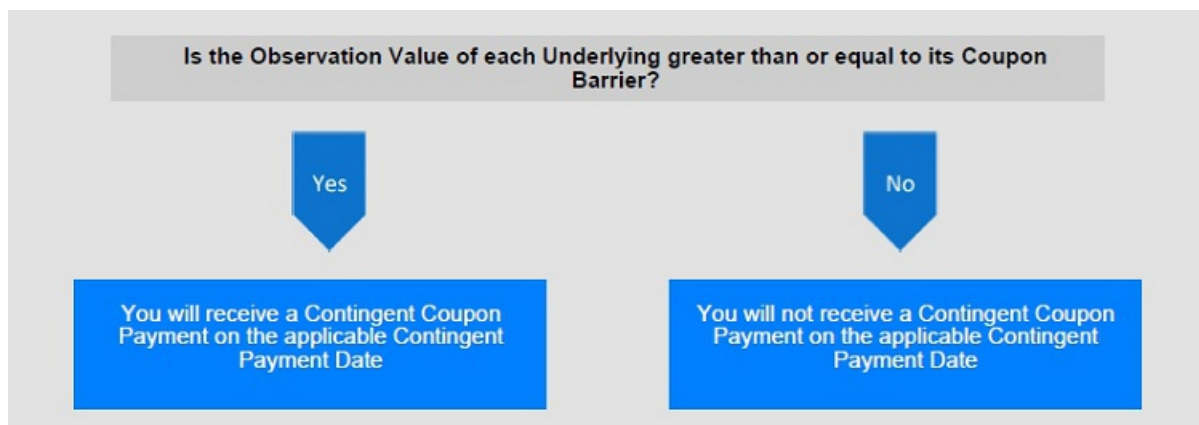 Is the Observation Value of each Underlying greater than or equal to its Coupon
Barrier?
Yes
No
You will receive a Contingent Coupon
Payment on the applicable Contingent
Payment Date
You will not receive a Contingent Coupon
Payment on the applicable Contingent
Payment Date